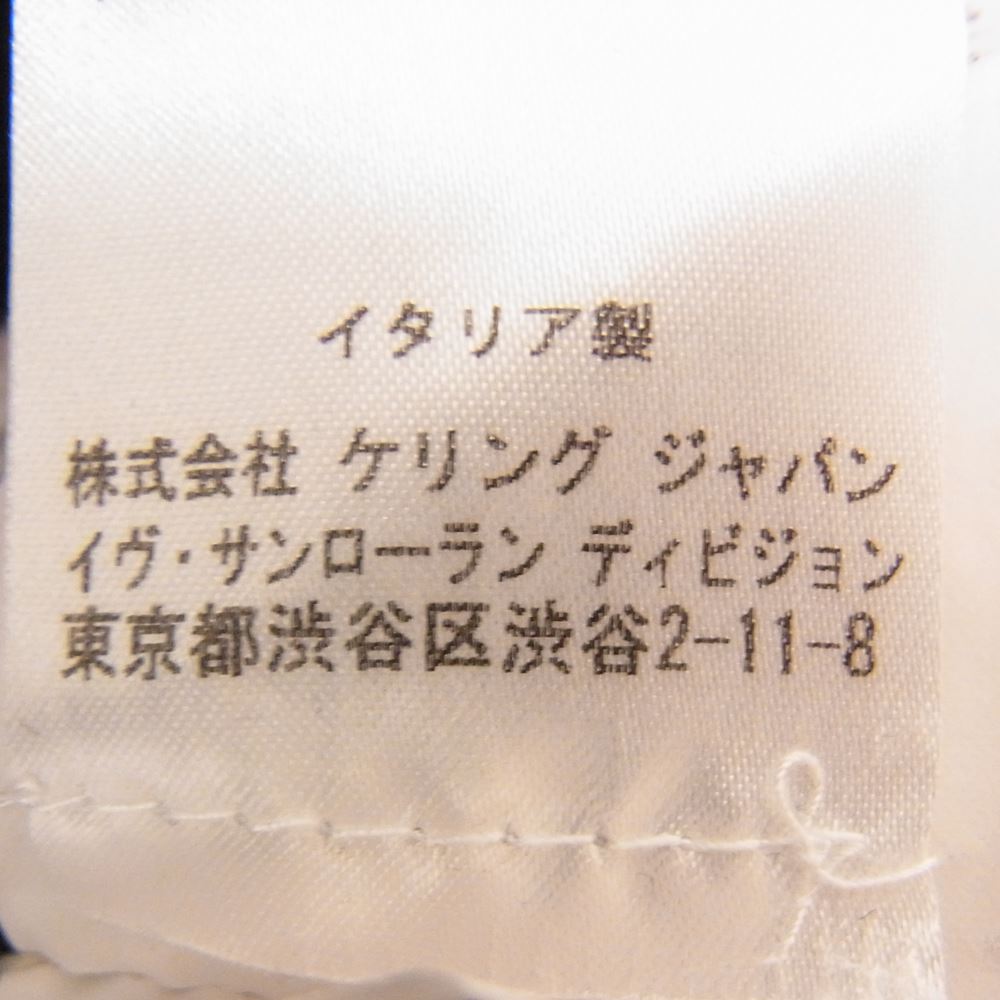 イタリア製
株式会社 ケリング ジャパン
イヴ・サンローラン ディビジョン
東京都渋谷区渋谷2-11-8